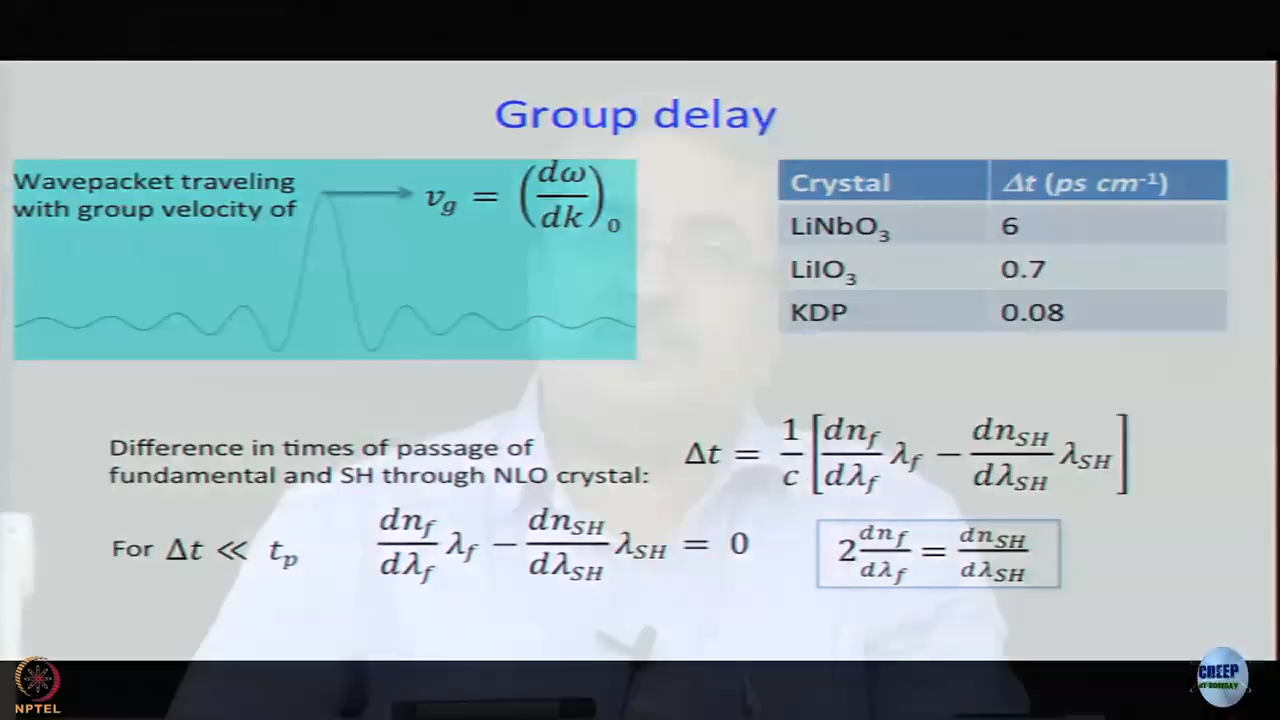 Group delay
Wavepacket traveling
with group velocity of
v_g = (dω/dk)_0
Crystal Δt (ps cm⁻¹)
LiNbO₃ 6
LiIO₃ 0.7
KDP 0.08
Difference in times of passage of
fundamental and SH through NLO crystal:
Δt = 1/c [dn_f/dλ_f λ_f − dn_SH/dλ_SH λ_SH]
For Δt ≪ t_p
dn_f/dλ_f λ_f − dn_SH/dλ_SH λ_SH = 0
2 dn_f/dλ_f = dn_SH/dλ_SH
NPTEL
CDEEP
IIT BOMBAY